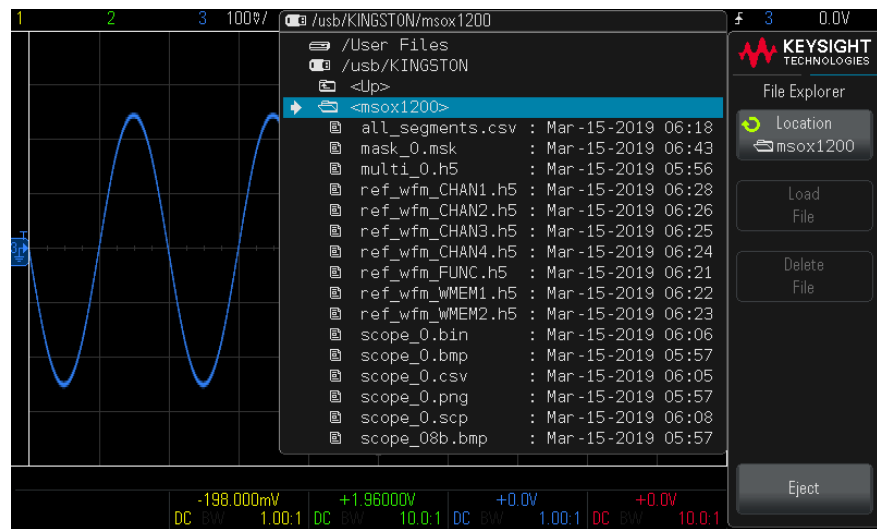 1 2 3 100%/ /usb/KINGSTON/msox1200 3 0.0V
KEYSIGHT
TECHNOLOGIES
/User Files
/usb/KINGSTON
File Explorer
<Up>
<msox1200>
Location
msox1200
all_segments.csv : Mar-15-2019 06:18
mask_0.msk : Mar-15-2019 06:43
multi_0.h5 : Mar-15-2019 05:56
ref_wfm_CHAN1.h5 : Mar-15-2019 06:28
ref_wfm_CHAN2.h5 : Mar-15-2019 06:26
ref_wfm_CHAN3.h5 : Mar-15-2019 06:25
ref_wfm_CHAN4.h5 : Mar-15-2019 06:24
ref_wfm_FUNC.h5 : Mar-15-2019 06:21
ref_wfm_WMEM1.h5 : Mar-15-2019 06:22
ref_wfm_WMEM2.h5 : Mar-15-2019 06:23
scope_0.bin : Mar-15-2019 06:06
scope_0.bmp : Mar-15-2019 05:57
scope_0.csv : Mar-15-2019 06:05
scope_0.png : Mar-15-2019 05:57
scope_0.scp : Mar-15-2019 06:08
scope_08b.bmp : Mar-15-2019 05:57
Load
File
Delete
File
Eject
T
3
-198.000mV +1.96000V +0.0V +0.0V
DC BW 1.00:1 DC BW 10.0:1 DC BW 1.00:1 DC BW 10.0:1